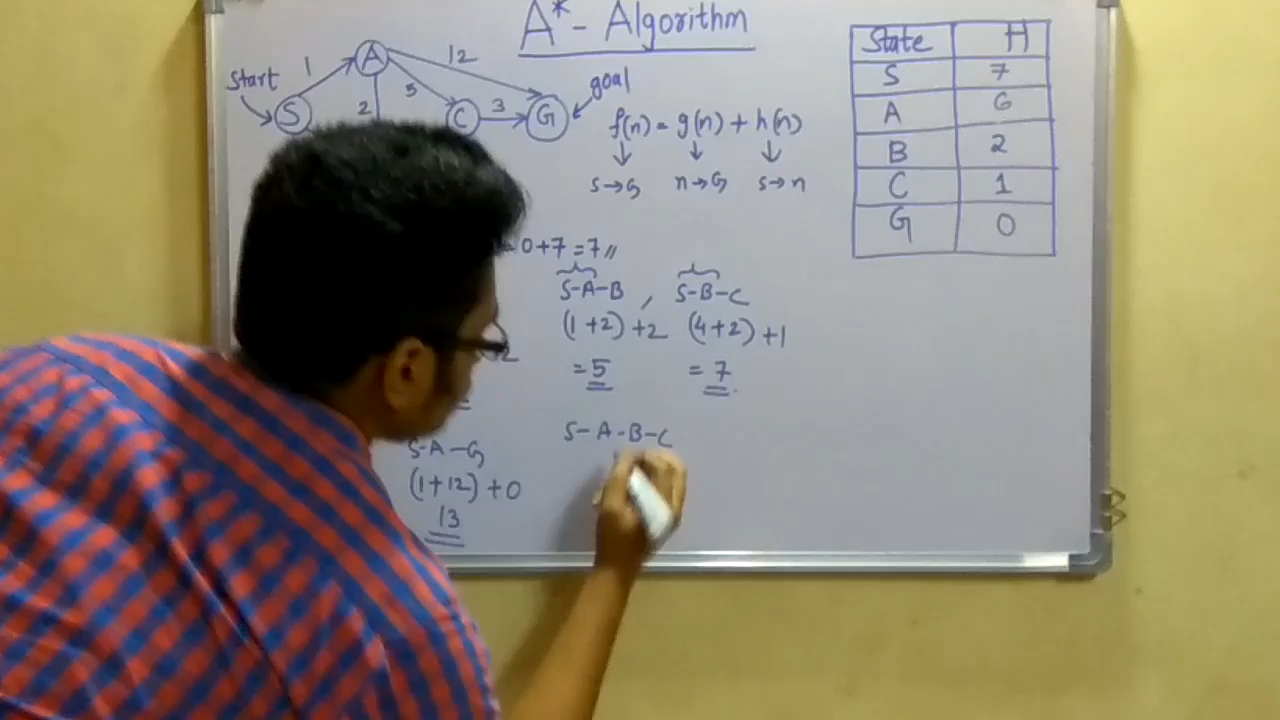 A* - Algorithm
Start
1
A
12
goal
S
2
5
C
3
G
f(n) = g(n) + h(n)
S→G n→G S→n
State H
S 7
A 6
B 2
C 1
G 0
= 0+7 = 7 //
S-A-B , S-B-C
(1+2)+2 (4+2)+1
2
= 5 = 7
S-A-G
(1+12)+0
13
S-A-B-C